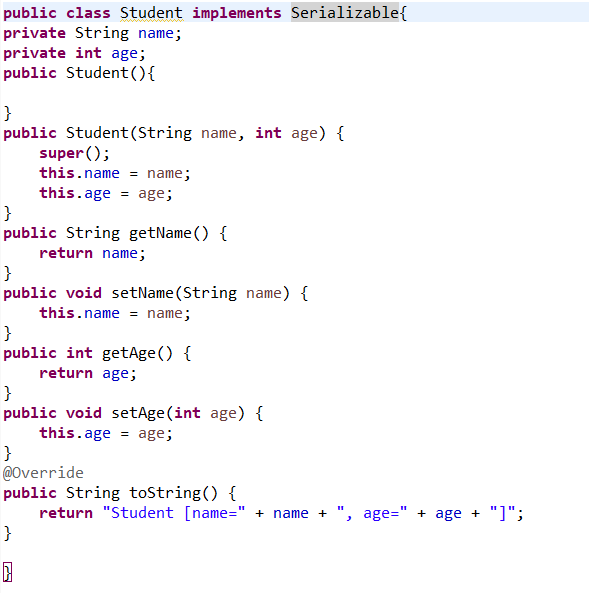 public class Student implements Serializable{
private String name;
private int age;
public Student(){
}
public Student(String name, int age) {
super();
this.name = name;
this.age = age;
}
public String getName() {
return name;
}
public void setName(String name) {
this.name = name;
}
public int getAge() {
return age;
}
public void setAge(int age) {
this.age = age;
}
@Override
public String toString() {
return "Student [name=" + name + ", age=" + age + "]";
}
}